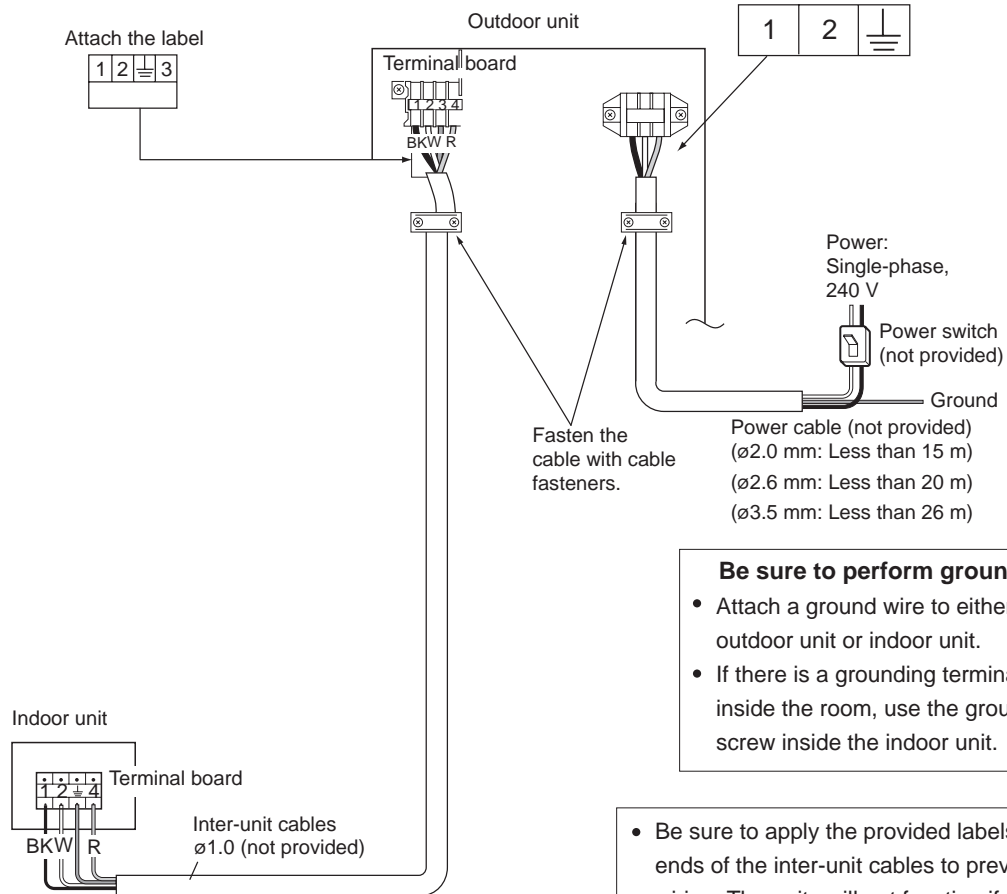 Outdoor unit
Attach the label
1 2 3
1 2
Terminal board
1 2 3 4
BK W R
Power:
Single-phase,
240 V
Power switch
(not provided)
Ground
Power cable (not provided)
(ø2.0 mm: Less than 15 m)
(ø2.6 mm: Less than 20 m)
(ø3.5 mm: Less than 26 m)
Fasten the
cable with cable
fasteners.
Be sure to perform groun
• Attach a ground wire to eithe
outdoor unit or indoor unit.
• If there is a grounding termina
inside the room, use the grou
screw inside the indoor unit.
Indoor unit
Terminal board
1 2 4
BK W R
Inter-unit cables
ø1.0 (not provided)
• Be sure to apply the provided labels
ends of the inter-unit cables to prev